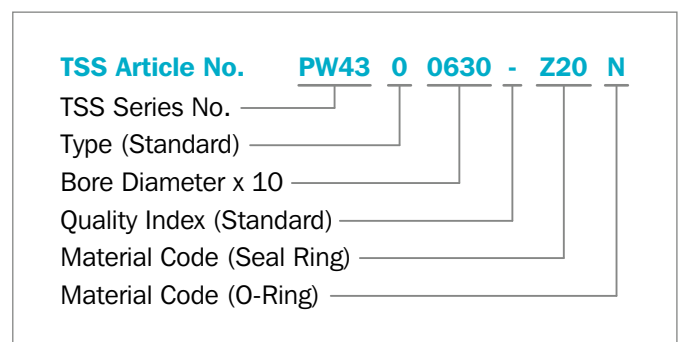 TSS Article No. PW43 0 0630 - Z20 N
TSS Series No.
Type (Standard)
Bore Diameter x 10
Quality Index (Standard)
Material Code (Seal Ring)
Material Code (O-Ring)